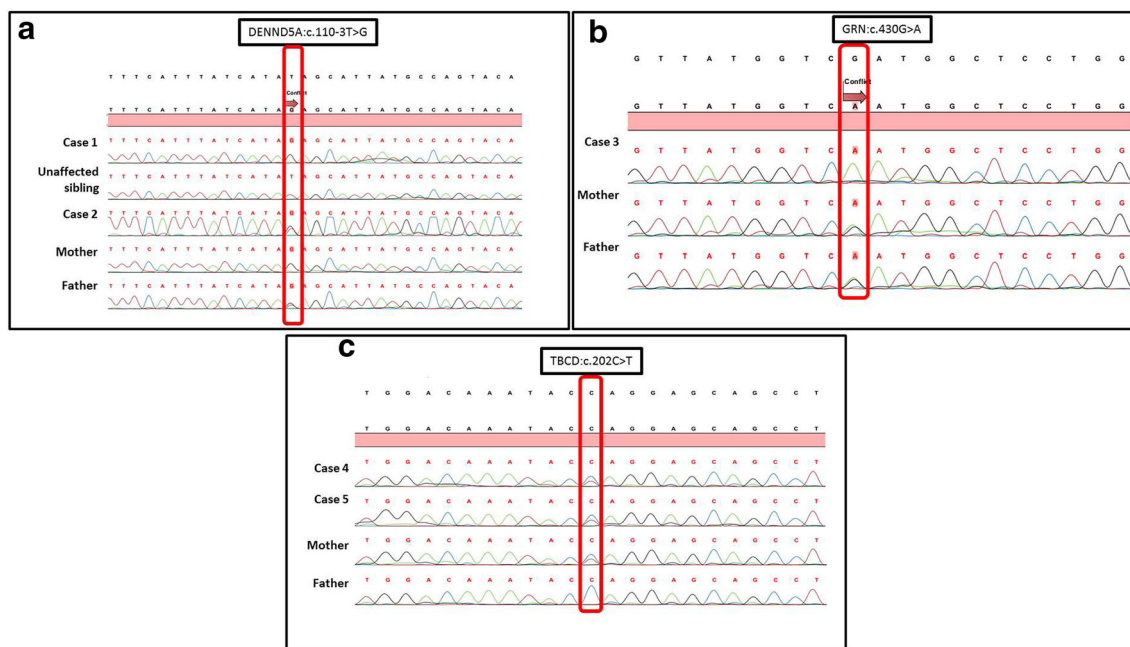 a
DENND5A:c.110-3T>G
T T T C A T T T A T C A T A T A G C A T T A T G C C A G T A C A
Conflict
T T T C A T T T A T C A T A G A G C A T T A T G C C A G T A C A
Case 1
T T T C A T T T A T C A T A G A G C A T T A T G C C A G T A C A
Unaffected
sibling
T T T C A T T T A T C A T A T A G C A T T A T G C C A G T A C A
Case 2
T T T C A T T T A T C A T A G A G C A T T A T G C C A G T A C A
Mother
T T T C A T T T A T C A T A G A G C A T T A T G C C A G T A C A
Father
T T T C A T T T A T C A T A G A G C A T T A T G C C A G T A C A
b
GRN:c.430G>A
G T T A T G G T C G A T G G C T C C T G G
Conflict
G T T A T G G T C A A T G G C T C C T G G
Case 3
G T T A T G G T C A A T G G C T C C T G G
Mother
G T T A T G G T C A A T G G C T C C T G G
Father
G T T A T G G T C A A T G G C T C C T G G
c
TBCD:c.202C>T
T G G A C A A A T A C C A G G A G C A G C C T
T G G A C A A A T A C C A G G A G C A G C C T
Case 4
T G G A C A A A T A C C A G G A G C A G C C T
Case 5
T G G A C A A A T A C C A G G A G C A G C C T
Mother
T G G A C A A A T A C C A G G A G C A G C C T
Father
T G G A C A A A T A C C A G G A G C A G C C T